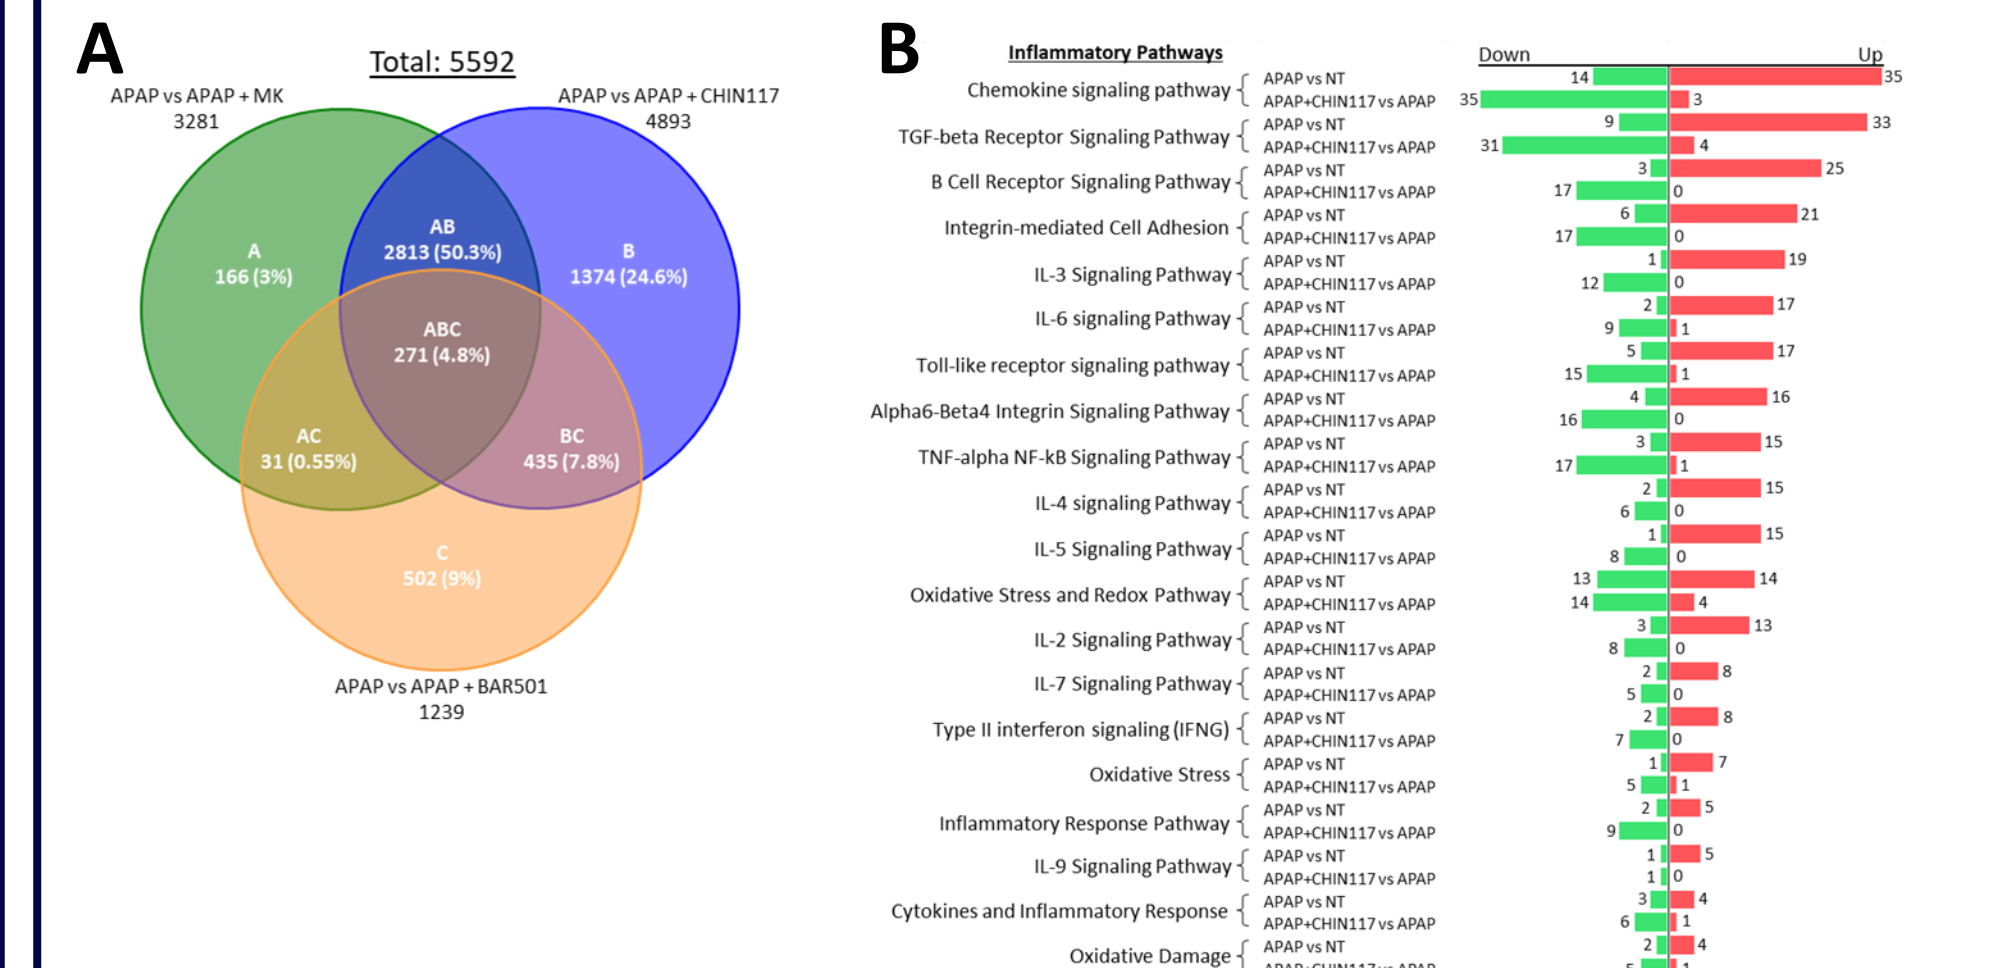 A
Total: 5592
APAP vs APAP + MK
3281
APAP vs APAP + CHIN117
4893
AB
2813 (50.3%)
A
166 (3%)
B
1374 (24.6%)
ABC
271 (4.8%)
AC
31 (0.55%)
BC
435 (7.8%)
C
502 (9%)
APAP vs APAP + BAR501
1239
B
Inflammatory Pathways
Down Up
Chemokine signaling pathway
APAP vs NT 14 35
APAP+CHIN117 vs APAP 35 3
TGF-beta Receptor Signaling Pathway
APAP vs NT 9 33
APAP+CHIN117 vs APAP 31 4
B Cell Receptor Signaling Pathway
APAP vs NT 3 25
APAP+CHIN117 vs APAP 17 0
Integrin-mediated Cell Adhesion
APAP vs NT 6 21
APAP+CHIN117 vs APAP 17 0
IL-3 Signaling Pathway
APAP vs NT 1 19
APAP+CHIN117 vs APAP 12 0
IL-6 signaling Pathway
APAP vs NT 2 17
APAP+CHIN117 vs APAP 9 1
Toll-like receptor signaling pathway
APAP vs NT 5 17
APAP+CHIN117 vs APAP 15 1
Alpha6-Beta4 Integrin Signaling Pathway
APAP vs NT 4 16
APAP+CHIN117 vs APAP 16 0
TNF-alpha NF-kB Signaling Pathway
APAP vs NT 3 15
APAP+CHIN117 vs APAP 17 1
IL-4 signaling Pathway
APAP vs NT 2 15
APAP+CHIN117 vs APAP 6 0
IL-5 Signaling Pathway
APAP vs NT 1 15
APAP+CHIN117 vs APAP 8 0
Oxidative Stress and Redox Pathway
APAP vs NT 13 14
APAP+CHIN117 vs APAP 14 4
IL-2 Signaling Pathway
APAP vs NT 3 13
APAP+CHIN117 vs APAP 8 0
IL-7 Signaling Pathway
APAP vs NT 2 8
APAP+CHIN117 vs APAP 5 0
Type II interferon signaling (IFNG)
APAP vs NT 2 8
APAP+CHIN117 vs APAP 7 0
Oxidative Stress
APAP vs NT 1 7
APAP+CHIN117 vs APAP 5 1
Inflammatory Response Pathway
APAP vs NT 2 5
APAP+CHIN117 vs APAP 9 0
IL-9 Signaling Pathway
APAP vs NT 1 5
APAP+CHIN117 vs APAP 1 0
Cytokines and Inflammatory Response
APAP vs NT 3 4
APAP+CHIN117 vs APAP 6 1
Oxidative Damage
APAP vs NT 2 4